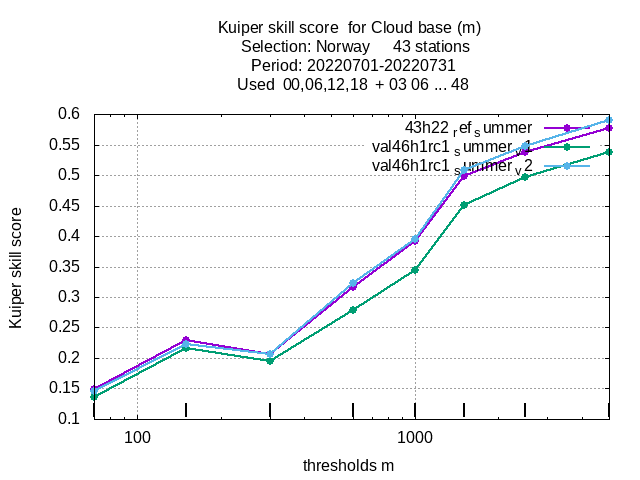 Kuiper skill score  for Cloud base (m)
Selection: Norway     43 stations
Period: 20220701-20220731
Used  00,06,12,18  + 03 06 ... 48
43h22_ref_summer
val46h1rc1_summer_v1
val46h1rc1_summer_v2
0.6
0.55
0.5
0.45
0.4
0.35
0.3
0.25
0.2
0.15
0.1
Kuiper skill score
100 1000
thresholds m